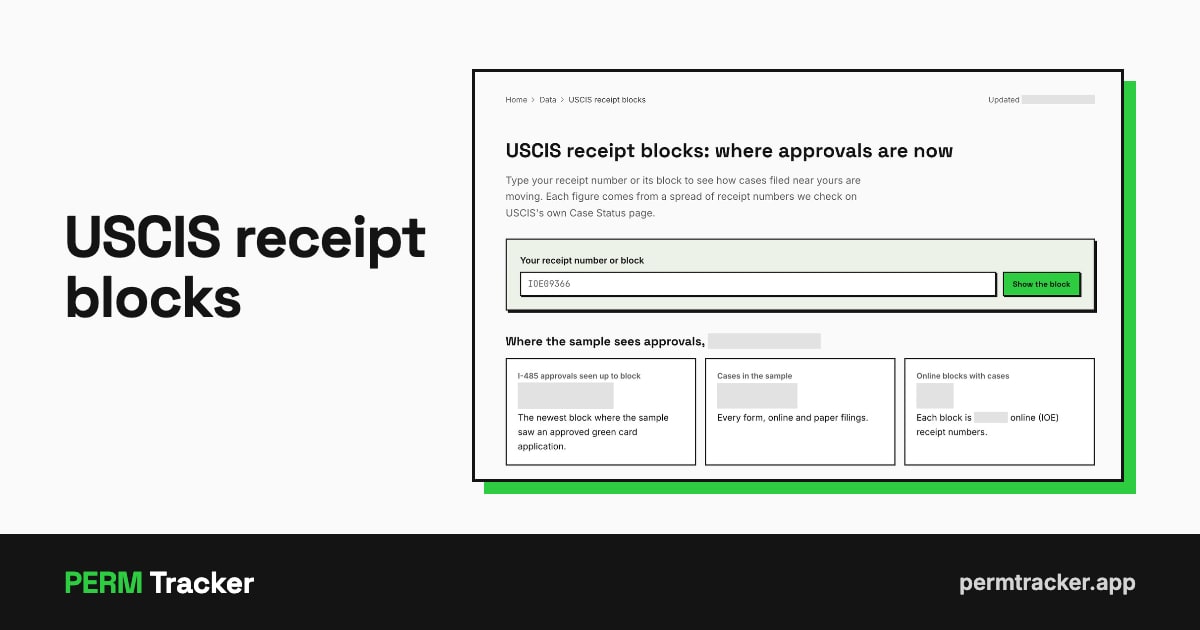 USCIS receipt
blocks
Home > Data > USCIS receipt blocks
Updated
USCIS receipt blocks: where approvals are now
Type your receipt number or its block to see how cases filed near yours are
moving. Each figure comes from a spread of receipt numbers we check on
USCIS's own Case Status page.
Your receipt number or block
IOE09366
Show the block
Where the sample sees approvals,
I-485 approvals seen up to block
The newest block where the sample
saw an approved green card
application.
Cases in the sample
Every form, online and paper filings.
Online blocks with cases
Each block is online (IOE)
receipt numbers.
PERM Tracker
permtracker.app